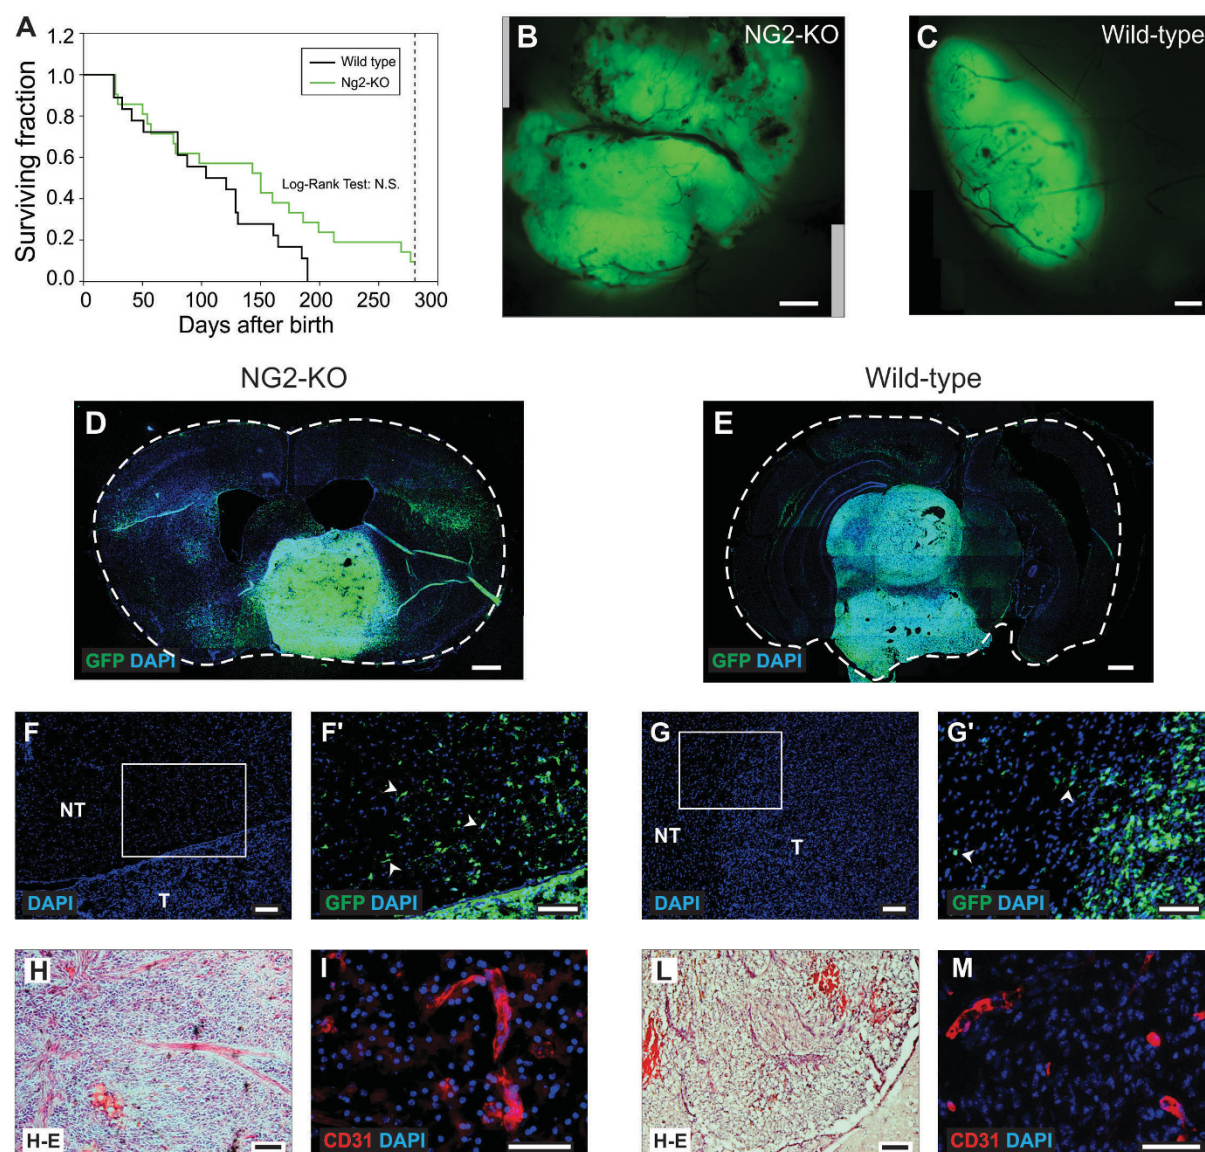 A
1.2
1.0
0.8
0.6
0.4
0.2
0.0
Surviving fraction
Wild type
Ng2-KO
Log-Rank Test: N.S.
0 50 100 150 200 250 300
Days after birth
B NG2-KO
C Wild-type
NG2-KO
Wild-type
D
GFP DAPI
E
GFP DAPI
F
NT
T
DAPI
F'
GFP DAPI
G
NT
T
DAPI
G'
GFP DAPI
H
H-E
I
CD31 DAPI
L
H-E
M
CD31 DAPI